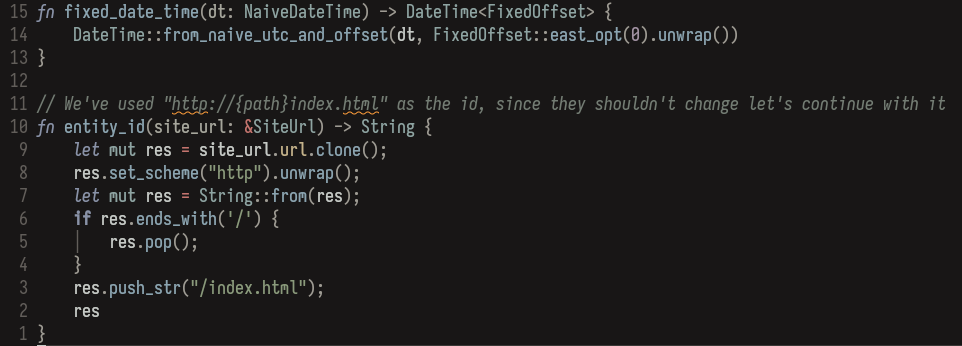 15 fn fixed_date_time(dt: NaiveDateTime) -> DateTime<FixedOffset> {
14     DateTime::from_naive_utc_and_offset(dt, FixedOffset::east_opt(0).unwrap())
13 }
12
11 // We've used "http://{path}index.html" as the id, since they shouldn't change let's continue with it
10 fn entity_id(site_url: &SiteUrl) -> String {
9     let mut res = site_url.url.clone();
8     res.set_scheme("http").unwrap();
7     let mut res = String::from(res);
6     if res.ends_with('/') {
5         res.pop();
4     }
3     res.push_str("/index.html");
2     res
1 }